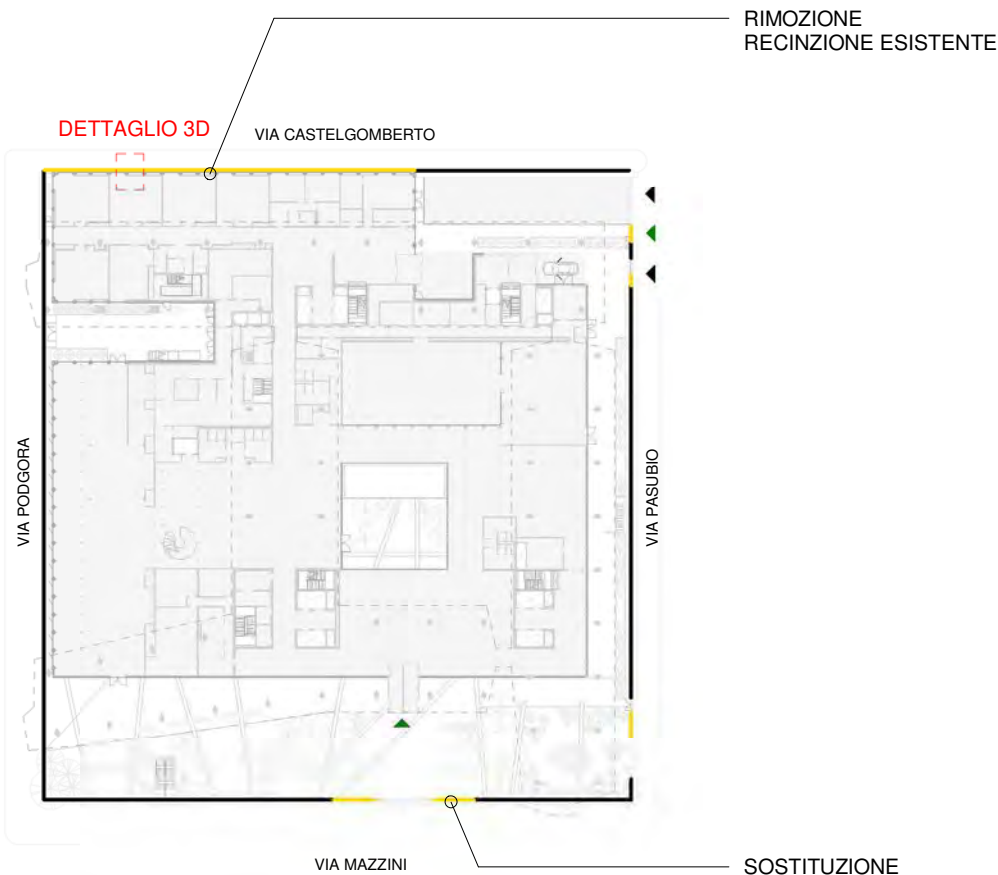 RIMOZIONE
RECINZIONE ESISTENTE
DETTAGLIO 3D
VIA CASTELGOMBERTO
VIA PODGORA
VIA PASUBIO
VIA MAZZINI
SOSTITUZIONE